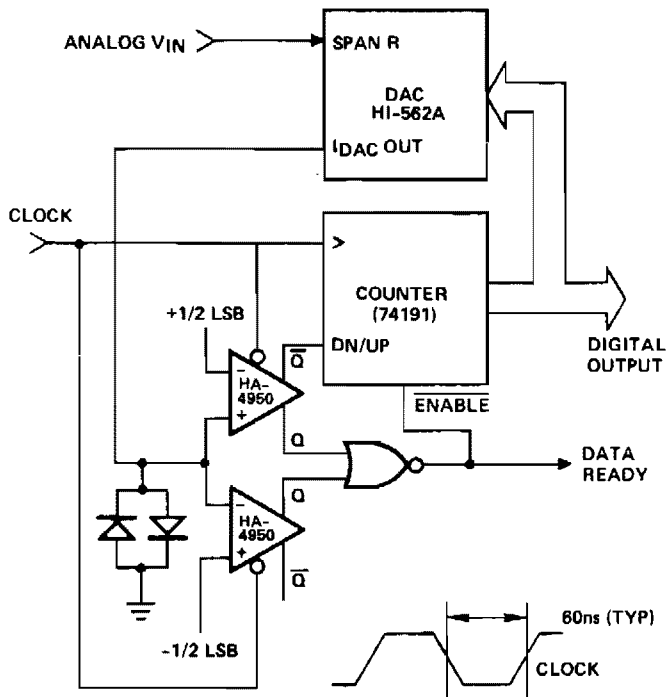 ANALOG VIN
SPAN R
DAC
HI-562A
IDAC OUT
CLOCK
>
COUNTER
(74191)
DN/UP
ENABLE
DIGITAL
OUTPUT
+1/2 LSB
-
HA-
4950
+
Q
Q
DATA
READY
-
HA-
4950
+
Q
Q
-1/2 LSB
60ns (TYP)
CLOCK